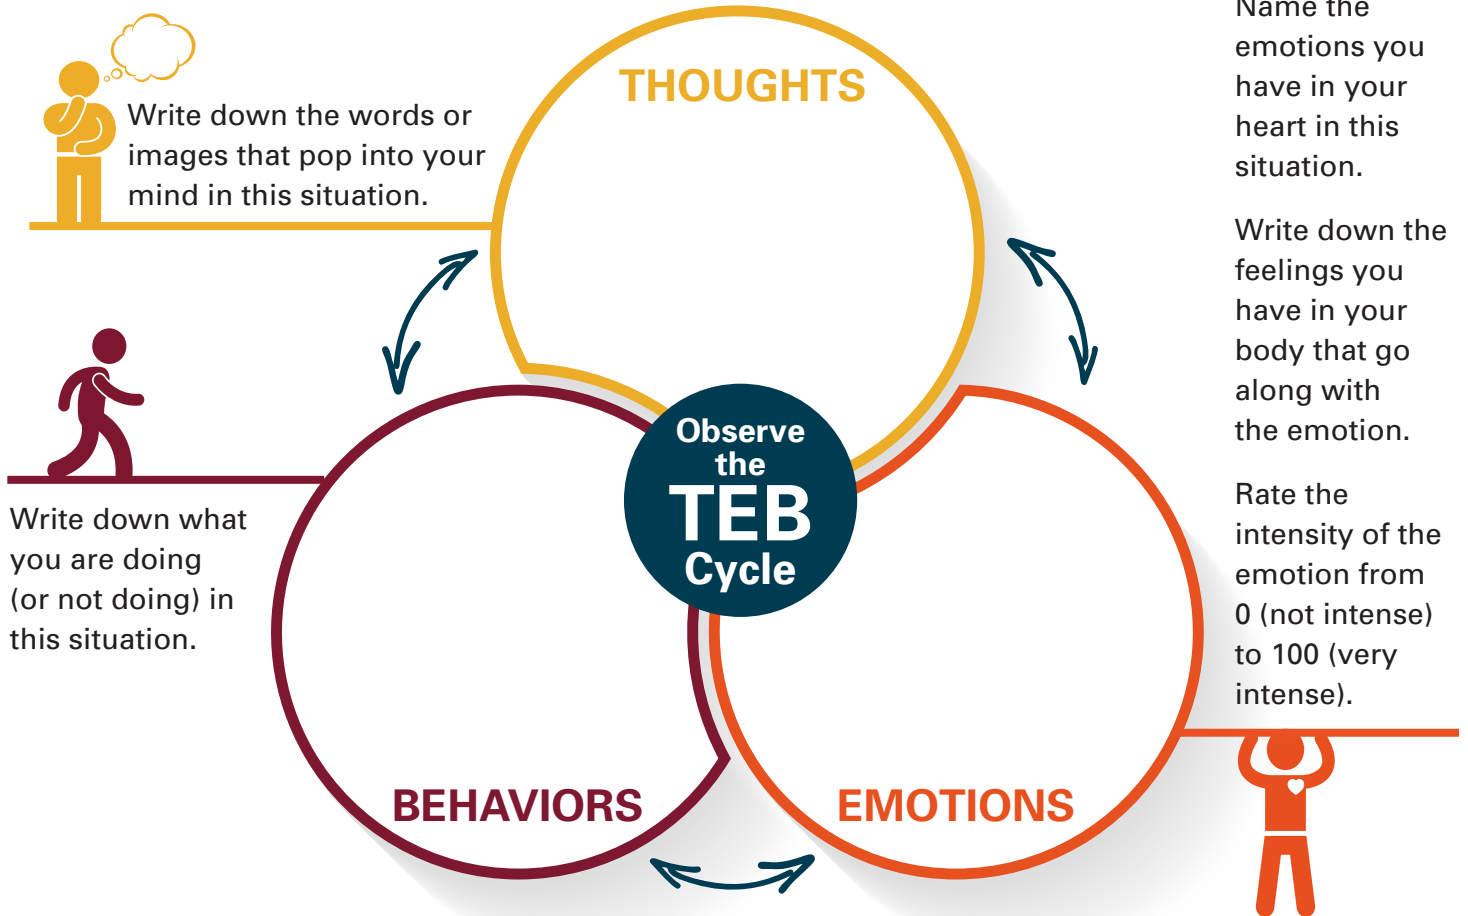 THOUGHTS
Write down the words or
images that pop into your
mind in this situation.
Name the
emotions you
have in your
heart in this
situation.
Write down the
feelings you
have in your
body that go
along with
the emotion.
Rate the
intensity of the
emotion from
0 (not intense)
to 100 (very
intense).
Observe
the
TEB
Cycle
Write down what
you are doing
(or not doing) in
this situation.
BEHAVIORS
EMOTIONS